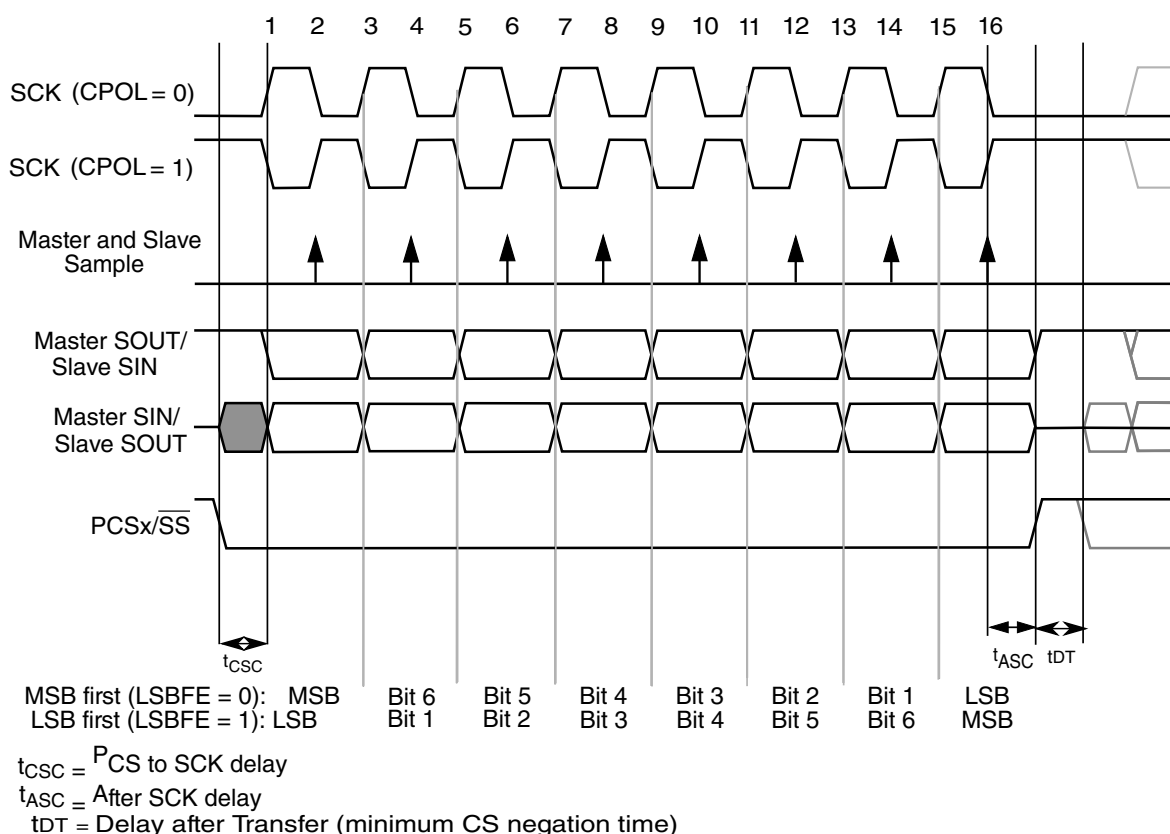 1 2 3 4 5 6 7 8 9 10 11 12 13 14 15 16
SCK (CPOL = 0)
SCK (CPOL = 1)
Master and Slave
Sample
Master SOUT/
Slave SIN
Master SIN/
Slave SOUT
PCSx/SS
tCSC tASC tDT
MSB first (LSBFE = 0): MSB Bit 6 Bit 5 Bit 4 Bit 3 Bit 2 Bit 1 LSB
LSB first (LSBFE = 1): LSB Bit 1 Bit 2 Bit 3 Bit 4 Bit 5 Bit 6 MSB
tCSC = PCS to SCK delay
tASC = After SCK delay
tDT = Delay after Transfer (minimum CS negation time)